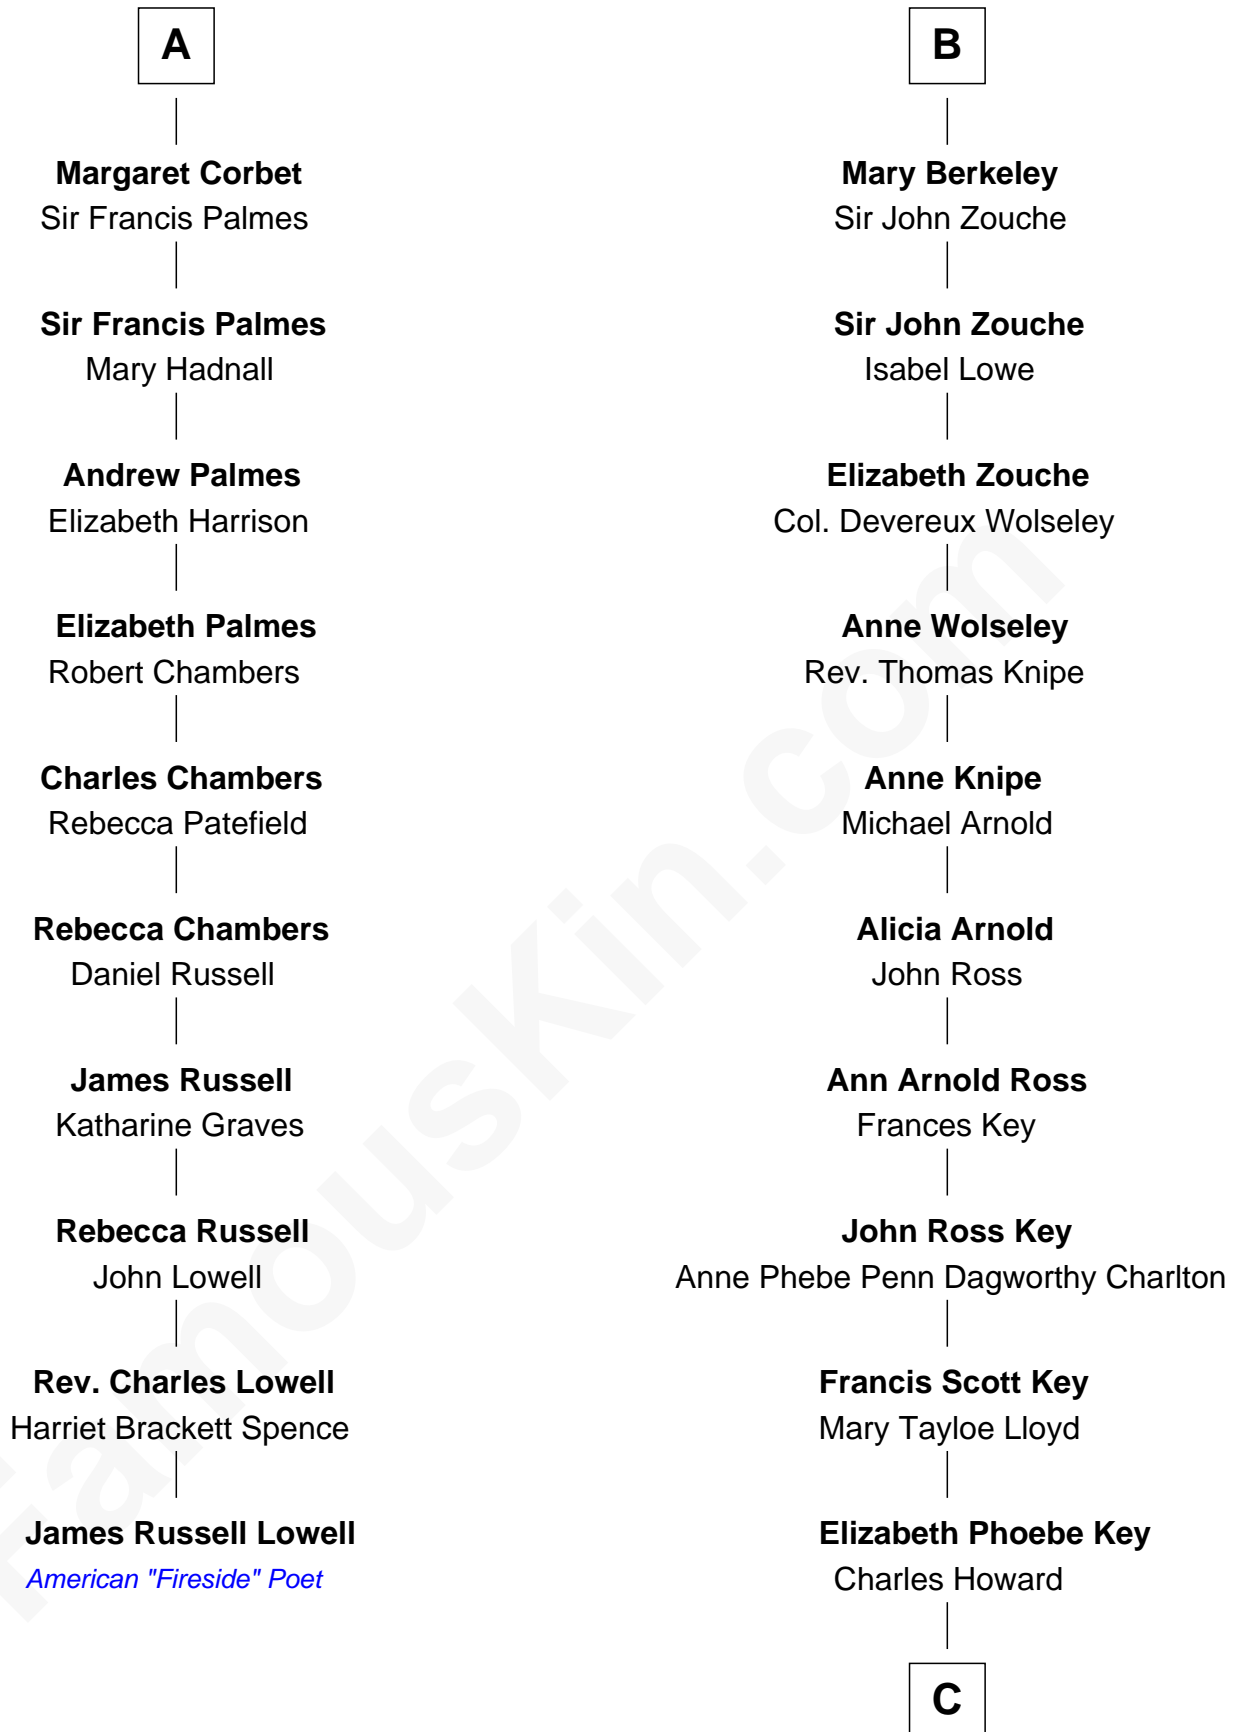 A
Margaret Corbet
Sir Francis Palmes
Sir Francis Palmes
Mary Hadnall
Andrew Palmes
Elizabeth Harrison
Elizabeth Palmes
Robert Chambers
Charles Chambers
Rebecca Patefield
Rebecca Chambers
Daniel Russell
James Russell
Katharine Graves
Rebecca Russell
John Lowell
Rev. Charles Lowell
Harriet Brackett Spence
James Russell Lowell
American "Fireside" Poet
B
Mary Berkeley
Sir John Zouche
Sir John Zouche
Isabel Lowe
Elizabeth Zouche
Col. Devereux Wolseley
Anne Wolseley
Rev. Thomas Knipe
Anne Knipe
Michael Arnold
Alicia Arnold
John Ross
Ann Arnold Ross
Frances Key
John Ross Key
Anne Phebe Penn Dagworthy Charlton
Francis Scott Key
Mary Tayloe Lloyd
Elizabeth Phoebe Key
Charles Howard
C
FamousKin.com